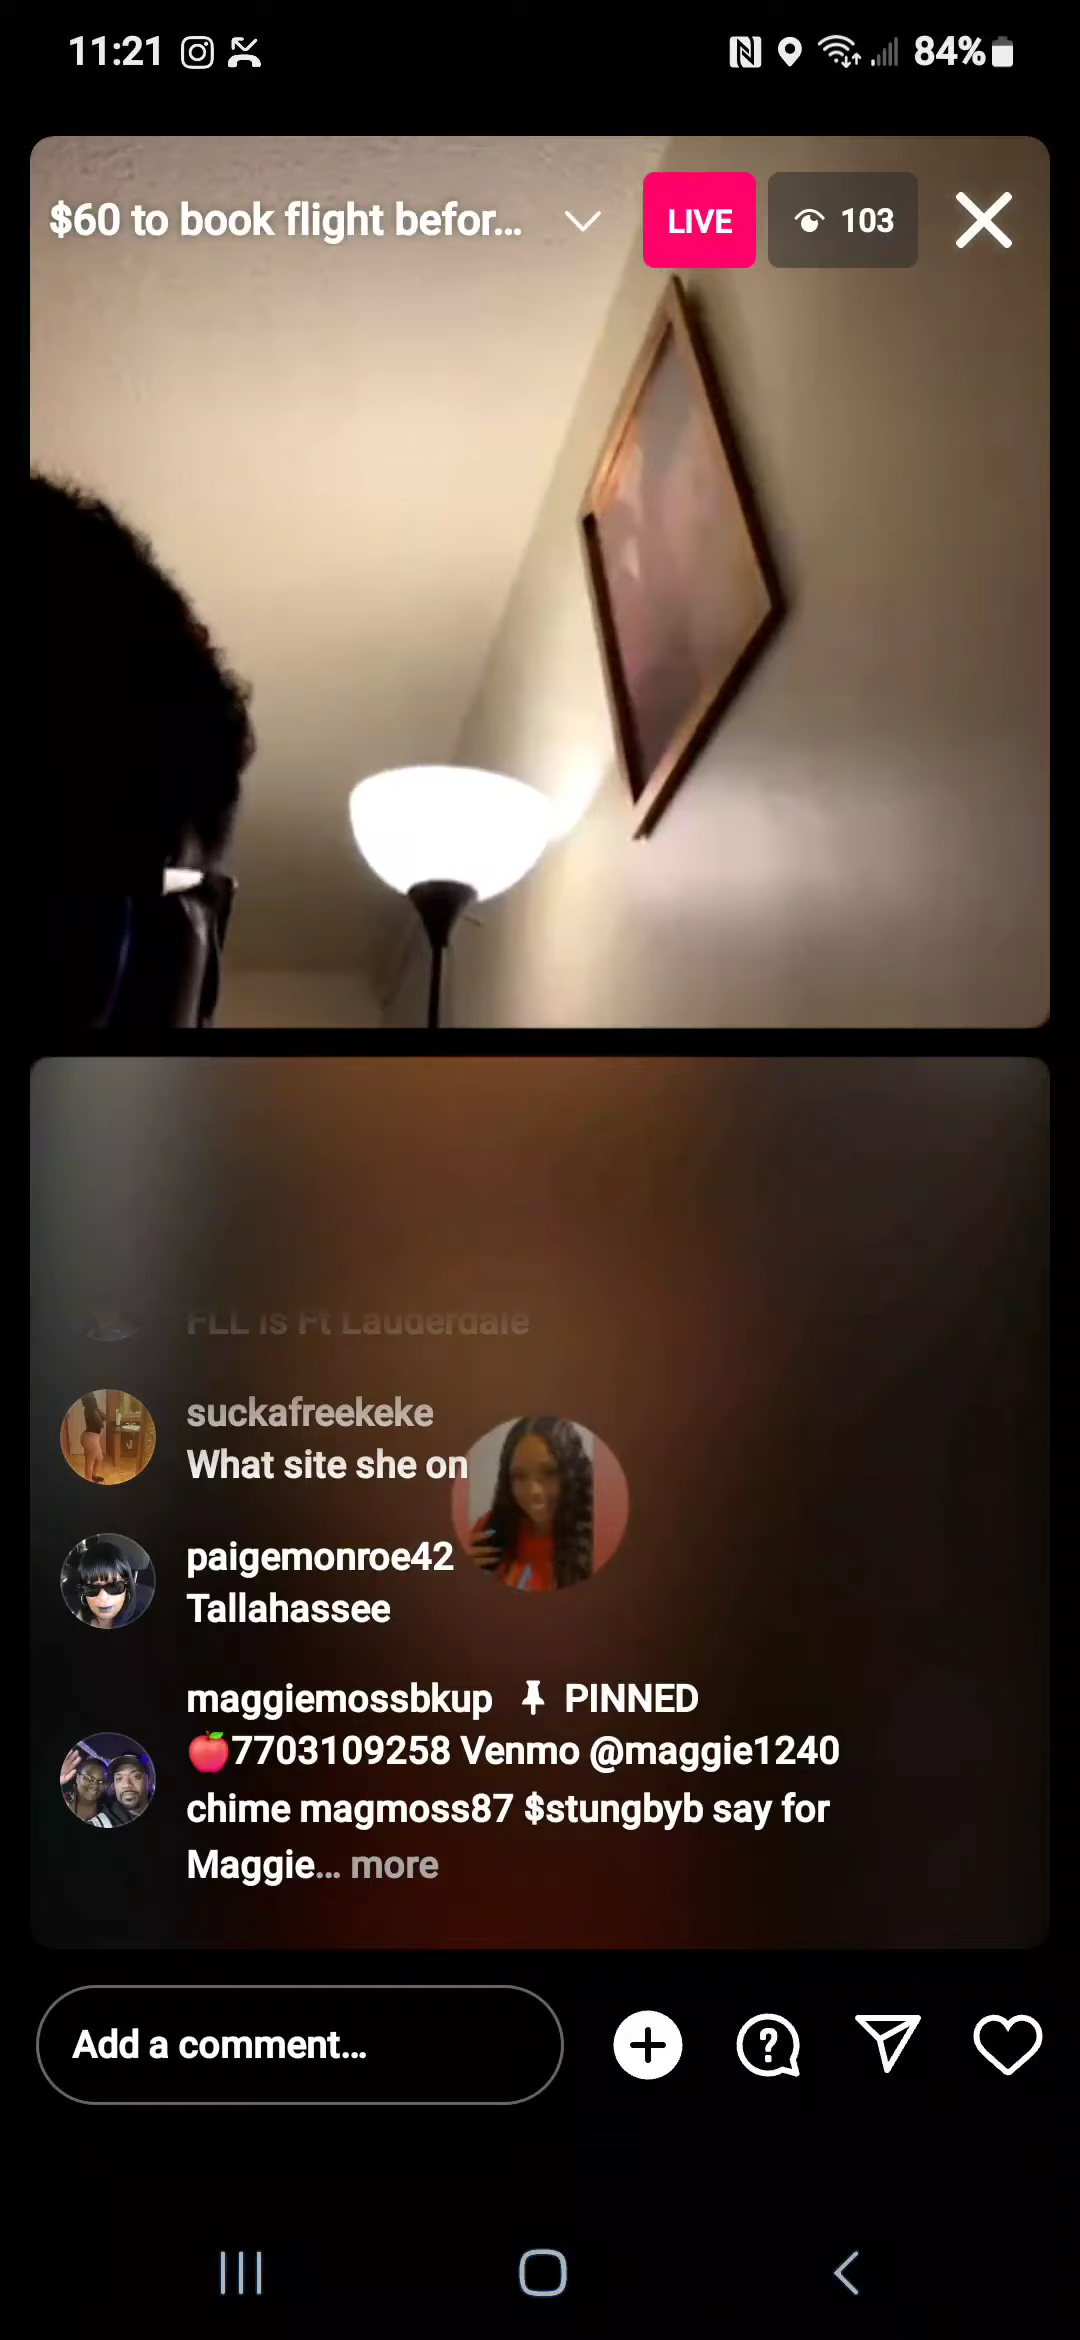 11:21
84%
$60 to book flight befor...
LIVE
103
FLL is Ft Lauderdale
suckafreekeke
What site she on
paigemonroe42
Tallahassee
maggiemossbkup PINNED
🍎7703109258 Venmo @maggie1240
chime magmoss87 $stungbyb say for
Maggie... more
Add a comment...